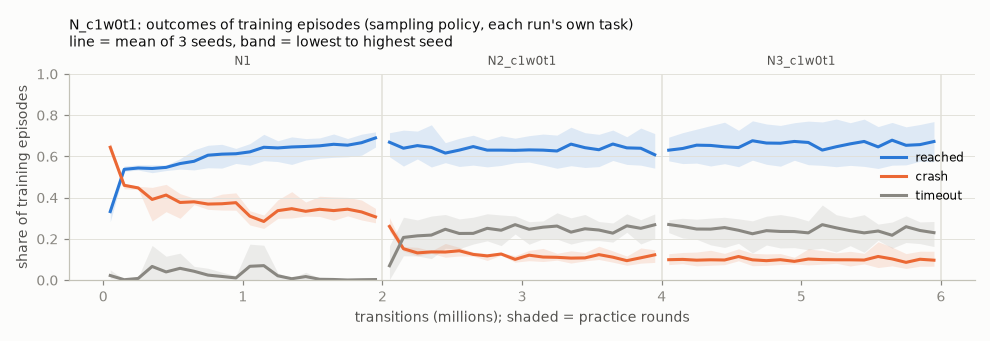 N_c1w0t1: outcomes of training episodes (sampling policy, each run's own task)
line = mean of 3 seeds, band = lowest to highest seed
N1
N2_c1w0t1
N3_c1w0t1
share of training episodes
1.0
0.8
0.6
0.4
0.2
0.0
reached
crash
timeout
0
1
2
3
4
5
6
transitions (millions); shaded = practice rounds